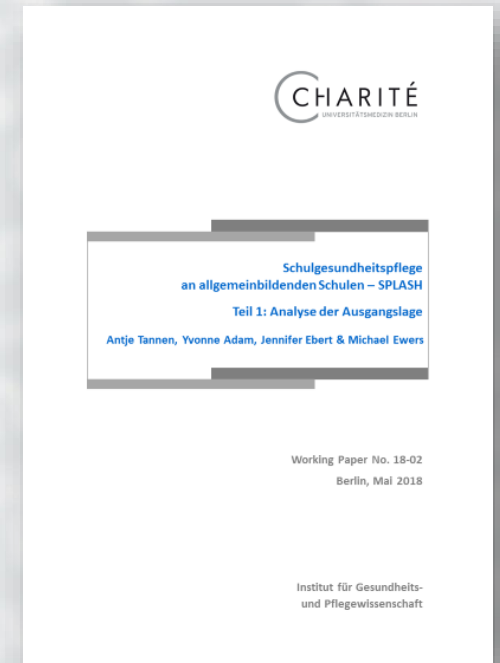 CHARITÉ
UNIVERSITÄTSMEDIZIN BERLIN
Schulgesundheitspflege
an allgemeinbildenden Schulen – SPLASH
Teil 1: Analyse der Ausgangslage
Antje Tannen, Yvonne Adam, Jennifer Ebert & Michael Ewers
Working Paper No. 18-02
Berlin, Mai 2018
Institut für Gesundheits-
und Pflegewissenschaft